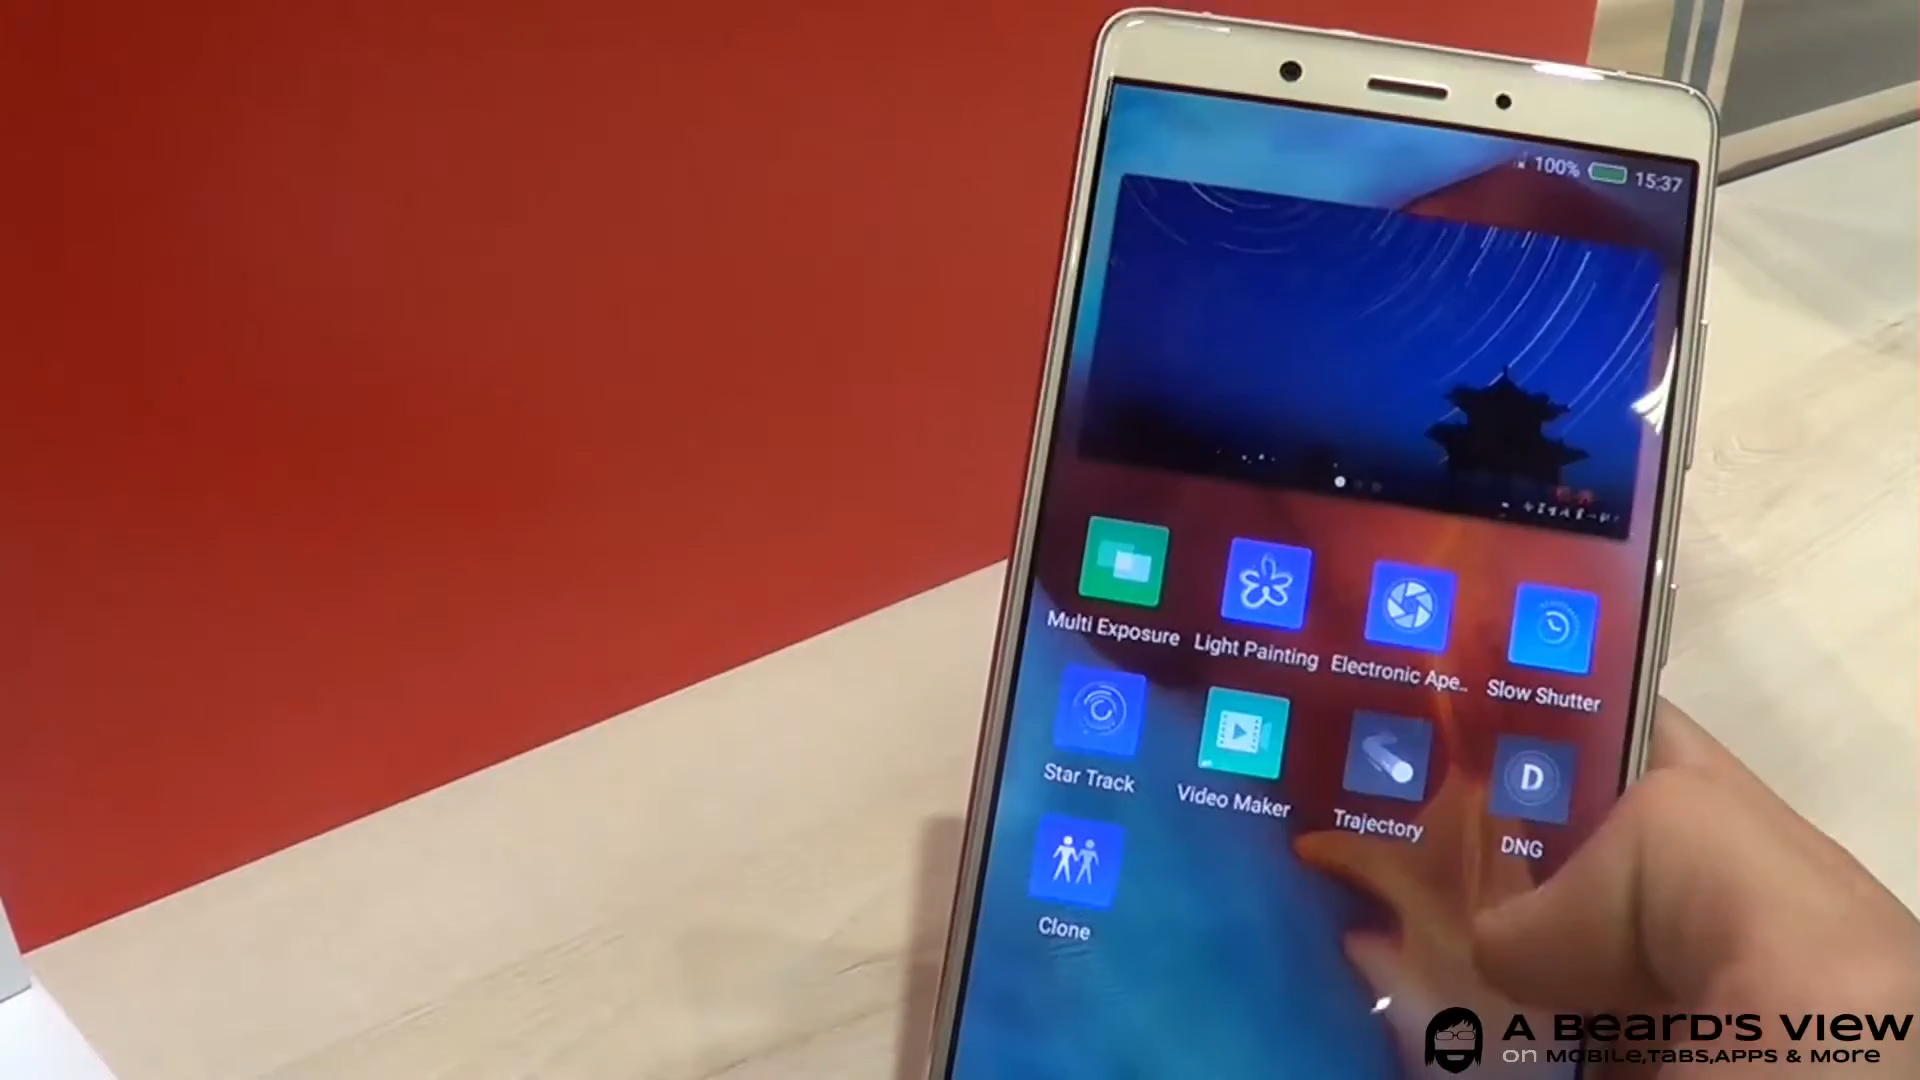 100% 15:37
Multi Exposure
Light Painting
Electronic Ape..
Slow Shutter
Star Track
Video Maker
Trajectory
D
DNG
Clone
A BEARD'S VIEW
on MOBILE,TABS,APPS & MORE